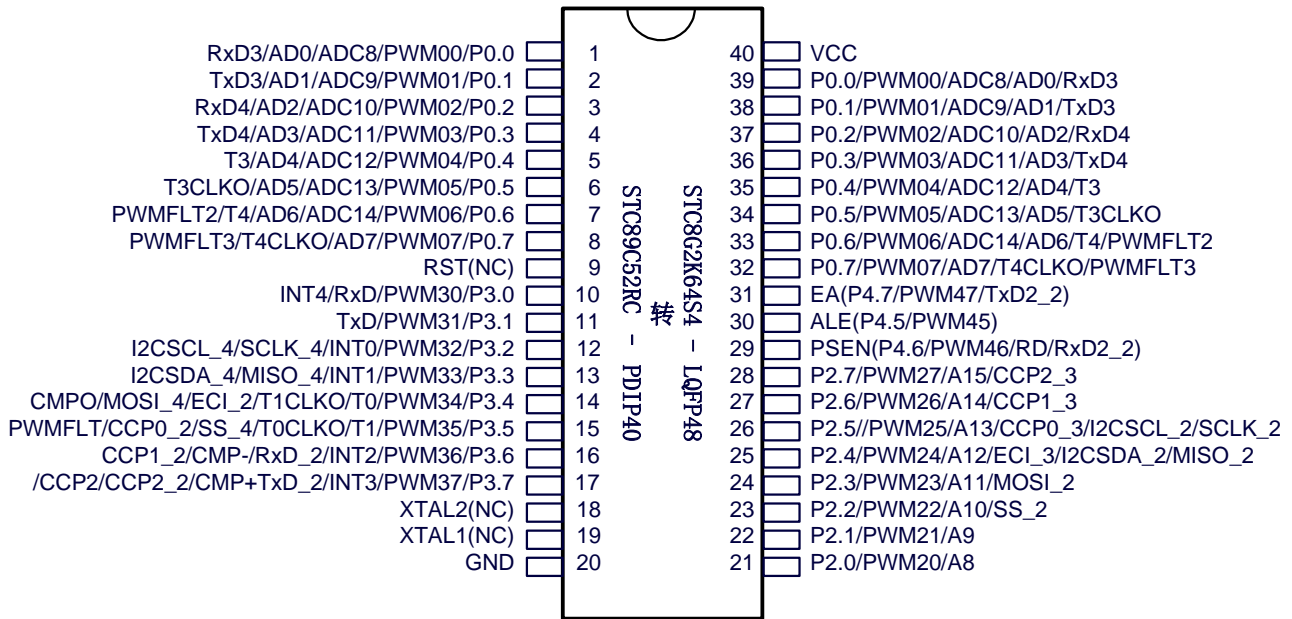 RxD3/AD0/ADC8/PWM00/P0.0 1 40 VCC
TxD3/AD1/ADC9/PWM01/P0.1 2 39 P0.0/PWM00/ADC8/AD0/RxD3
RxD4/AD2/ADC10/PWM02/P0.2 3 38 P0.1/PWM01/ADC9/AD1/TxD3
TxD4/AD3/ADC11/PWM03/P0.3 4 37 P0.2/PWM02/ADC10/AD2/RxD4
T3/AD4/ADC12/PWM04/P0.4 5 36 P0.3/PWM03/ADC11/AD3/TxD4
T3CLKO/AD5/ADC13/PWM05/P0.5 6 35 P0.4/PWM04/ADC12/AD4/T3
PWMFLT2/T4/AD6/ADC14/PWM06/P0.6 7 34 P0.5/PWM05/ADC13/AD5/T3CLKO
PWMFLT3/T4CLKO/AD7/PWM07/P0.7 8 33 P0.6/PWM06/ADC14/AD6/T4/PWMFLT2
RST(NC) 9 32 P0.7/PWM07/AD7/T4CLKO/PWMFLT3
INT4/RxD/PWM30/P3.0 10 31 EA(P4.7/PWM47/TxD2_2)
TxD/PWM31/P3.1 11 30 ALE(P4.5/PWM45)
I2CSCL_4/SCLK_4/INT0/PWM32/P3.2 12 29 PSEN(P4.6/PWM46/RD/RxD2_2)
I2CSDA_4/MISO_4/INT1/PWM33/P3.3 13 28 P2.7/PWM27/A15/CCP2_3
CMPO/MOSI_4/ECI_2/T1CLKO/T0/PWM34/P3.4 14 27 P2.6/PWM26/A14/CCP1_3
PWMFLT/CCP0_2/SS_4/T0CLKO/T1/PWM35/P3.5 15 26 P2.5//PWM25/A13/CCP0_3/I2CSCL_2/SCLK_2
CCP1_2/CMP-/RxD_2/INT2/PWM36/P3.6 16 25 P2.4/PWM24/A12/ECI_3/I2CSDA_2/MISO_2
/CCP2/CCP2_2/CMP+TxD_2/INT3/PWM37/P3.7 17 24 P2.3/PWM23/A11/MOSI_2
XTAL2(NC) 18 23 P2.2/PWM22/A10/SS_2
XTAL1(NC) 19 22 P2.1/PWM21/A9
GND 20 21 P2.0/PWM20/A8
STC8G2K64S4 - LQFP48
转
STC89C52RC - PDIP40